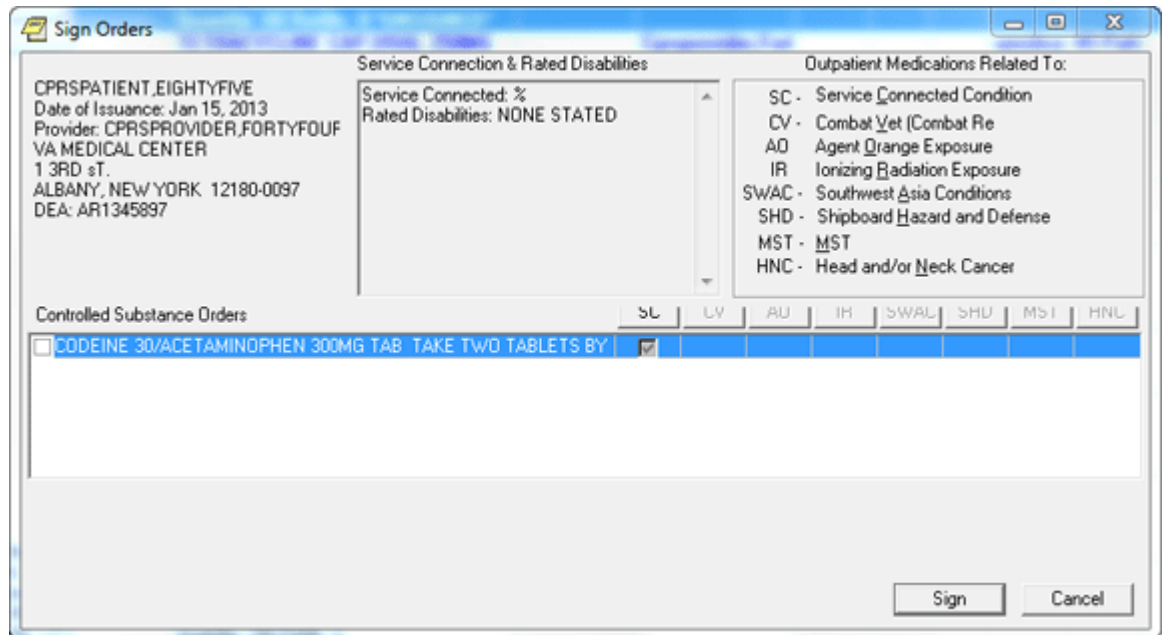 Sign Orders
CPRSPATIENT,EIGHTYFIVE
Date of Issuance: Jan 15, 2013
Provider: CPRSPROVIDER,FORTYFOUF
VA MEDICAL CENTER
1 3RD sT.
ALBANY, NEW YORK 12180-0097
DEA: AR1345897
Service Connection & Rated Disabilities
Service Connected: %
Rated Disabilities: NONE STATED
Outpatient Medications Related To:
SC - Service Connected Condition
CV - Combat Vet (Combat Re
AO Agent Orange Exposure
IR Ionizing Radiation Exposure
SWAC - Southwest Asia Conditions
SHD - Shipboard Hazard and Defense
MST - MST
HNC - Head and/or Neck Cancer
Controlled Substance Orders SC CV AO IR SWAC SHD MST HNC
CODEINE 30/ACETAMINOPHEN 300MG TAB TAKE TWO TABLETS BY
Sign Cancel